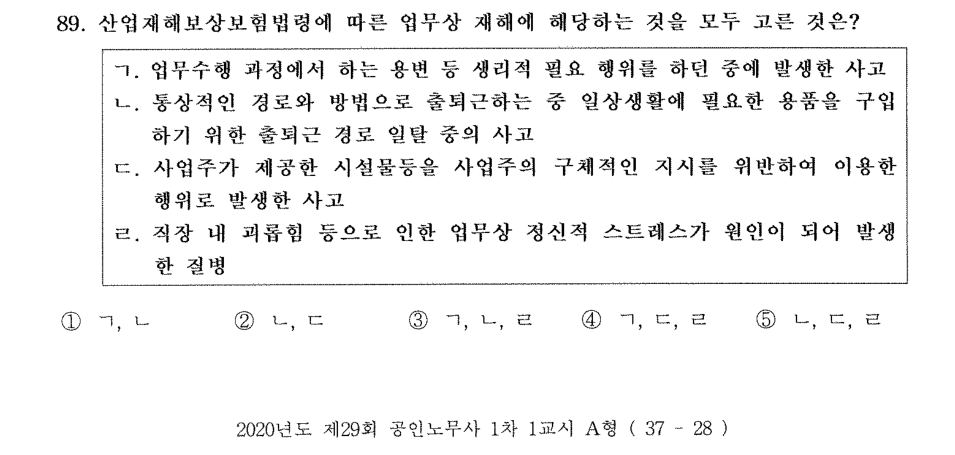 89. 산업재해보상보험법령에 따른 업무상 재해에 해당하는 것을 모두 고른 것은?
ㄱ. 업무수행 과정에서 하는 용변 등 생리적 필요 행위를 하던 중에 발생한 사고
ㄴ. 통상적인 경로와 방법으로 출퇴근하는 중 일상생활에 필요한 용품을 구입
하기 위한 출퇴근 경로 일탈 중의 사고
ㄷ. 사업주가 제공한 시설물등을 사업주의 구체적인 지시를 위반하여 이용한
행위로 발생한 사고
ㄹ. 직장 내 괴롭힘 등으로 인한 업무상 정신적 스트레스가 원인이 되어 발생
한 질병
① ㄱ, ㄴ ② ㄴ, ㄷ ③ ㄱ, ㄴ, ㄹ ④ ㄱ, ㄷ, ㄹ ⑤ ㄴ, ㄷ, ㄹ
2020년도 제29회 공인노무사 1차 1교시 A형 ( 37 - 28 )